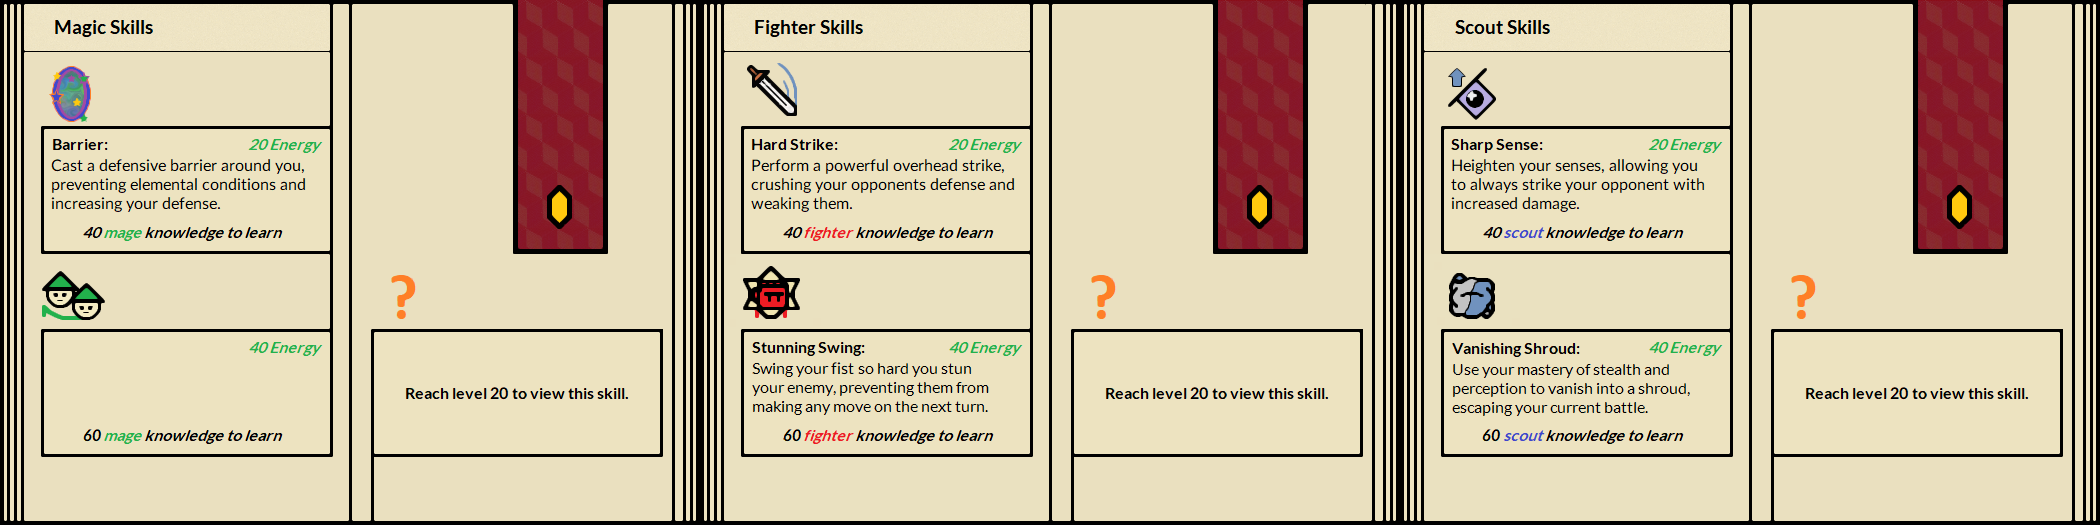 Magic Skills
Barrier:
20 Energy
Cast a defensive barrier around you,
preventing elemental conditions and
increasing your defense.
40 mage knowledge to learn
40 Energy
60 mage knowledge to learn
?
Reach level 20 to view this skill.
Fighter Skills
Hard Strike:
20 Energy
Perform a powerful overhead strike,
crushing your opponents defense and
weaking them.
40 fighter knowledge to learn
Stunning Swing:
40 Energy
Swing your fist so hard you stun
your enemy, preventing them from
making any move on the next turn.
60 fighter knowledge to learn
?
Reach level 20 to view this skill.
Scout Skills
Sharp Sense:
20 Energy
Heighten your senses, allowing you
to always strike your opponent with
increased damage.
40 scout knowledge to learn
Vanishing Shroud:
40 Energy
Use your mastery of stealth and
perception to vanish into a shroud,
escaping your current battle.
60 scout knowledge to learn
?
Reach level 20 to view this skill.